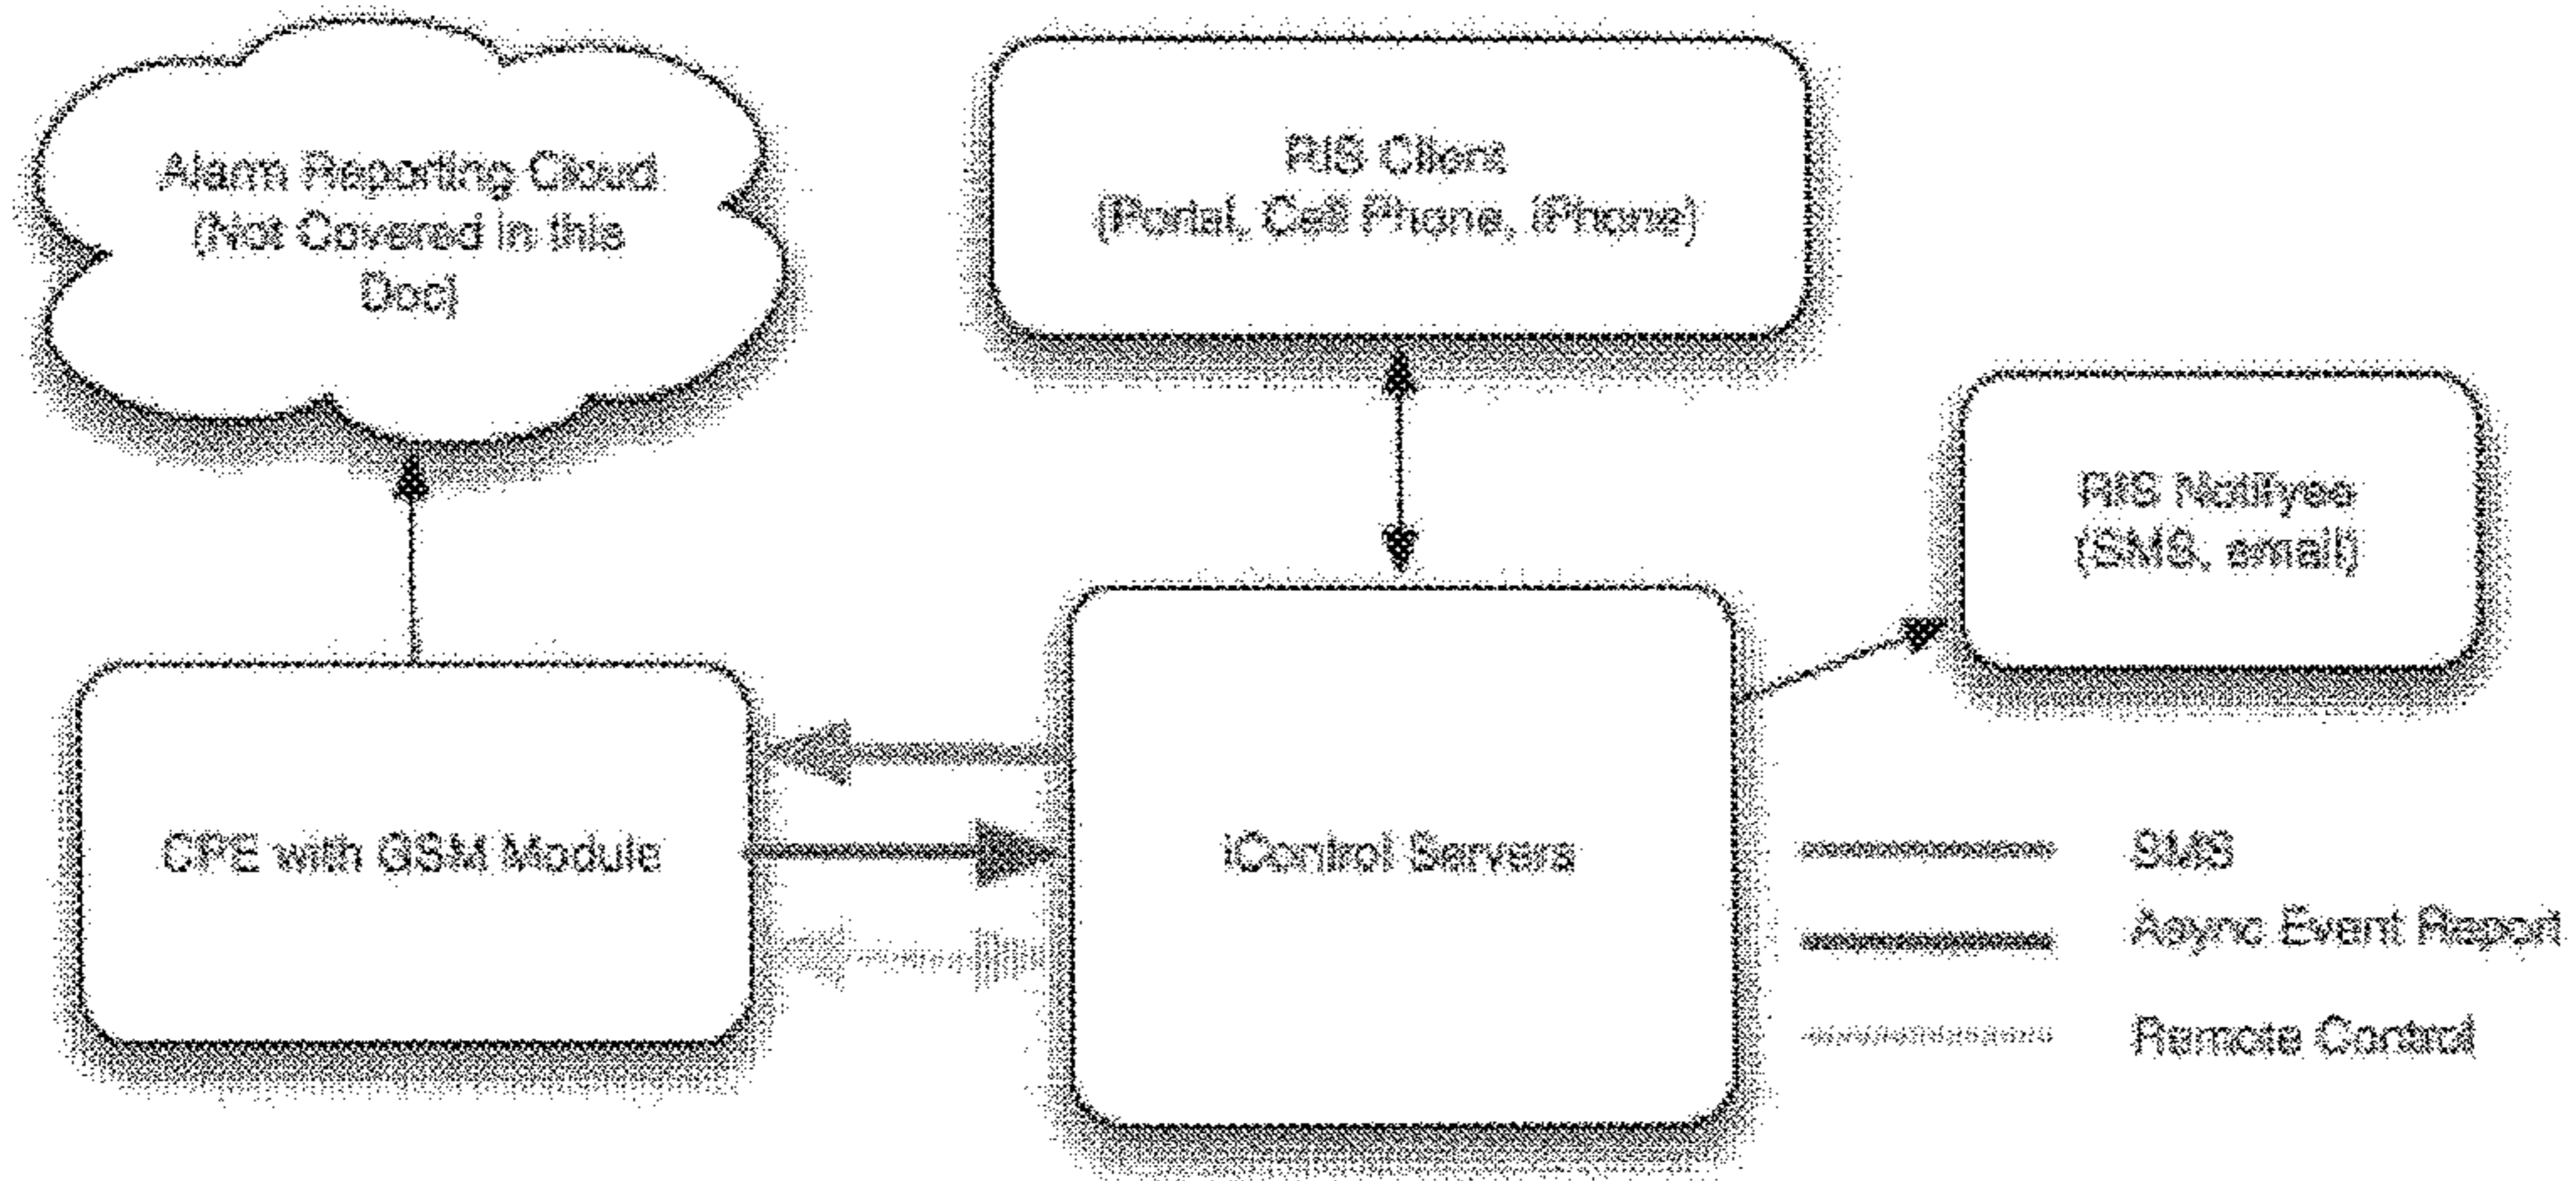 Alarm Reporting Cloud
(Not Covered in this
Doc)
RIS Client
(Portal, Cell Phone, iPhone)
RIS Notifyee
(SMS, email)
CPE with GSM Module
iControl Servers
SMS
Async Event Report
Remote Control